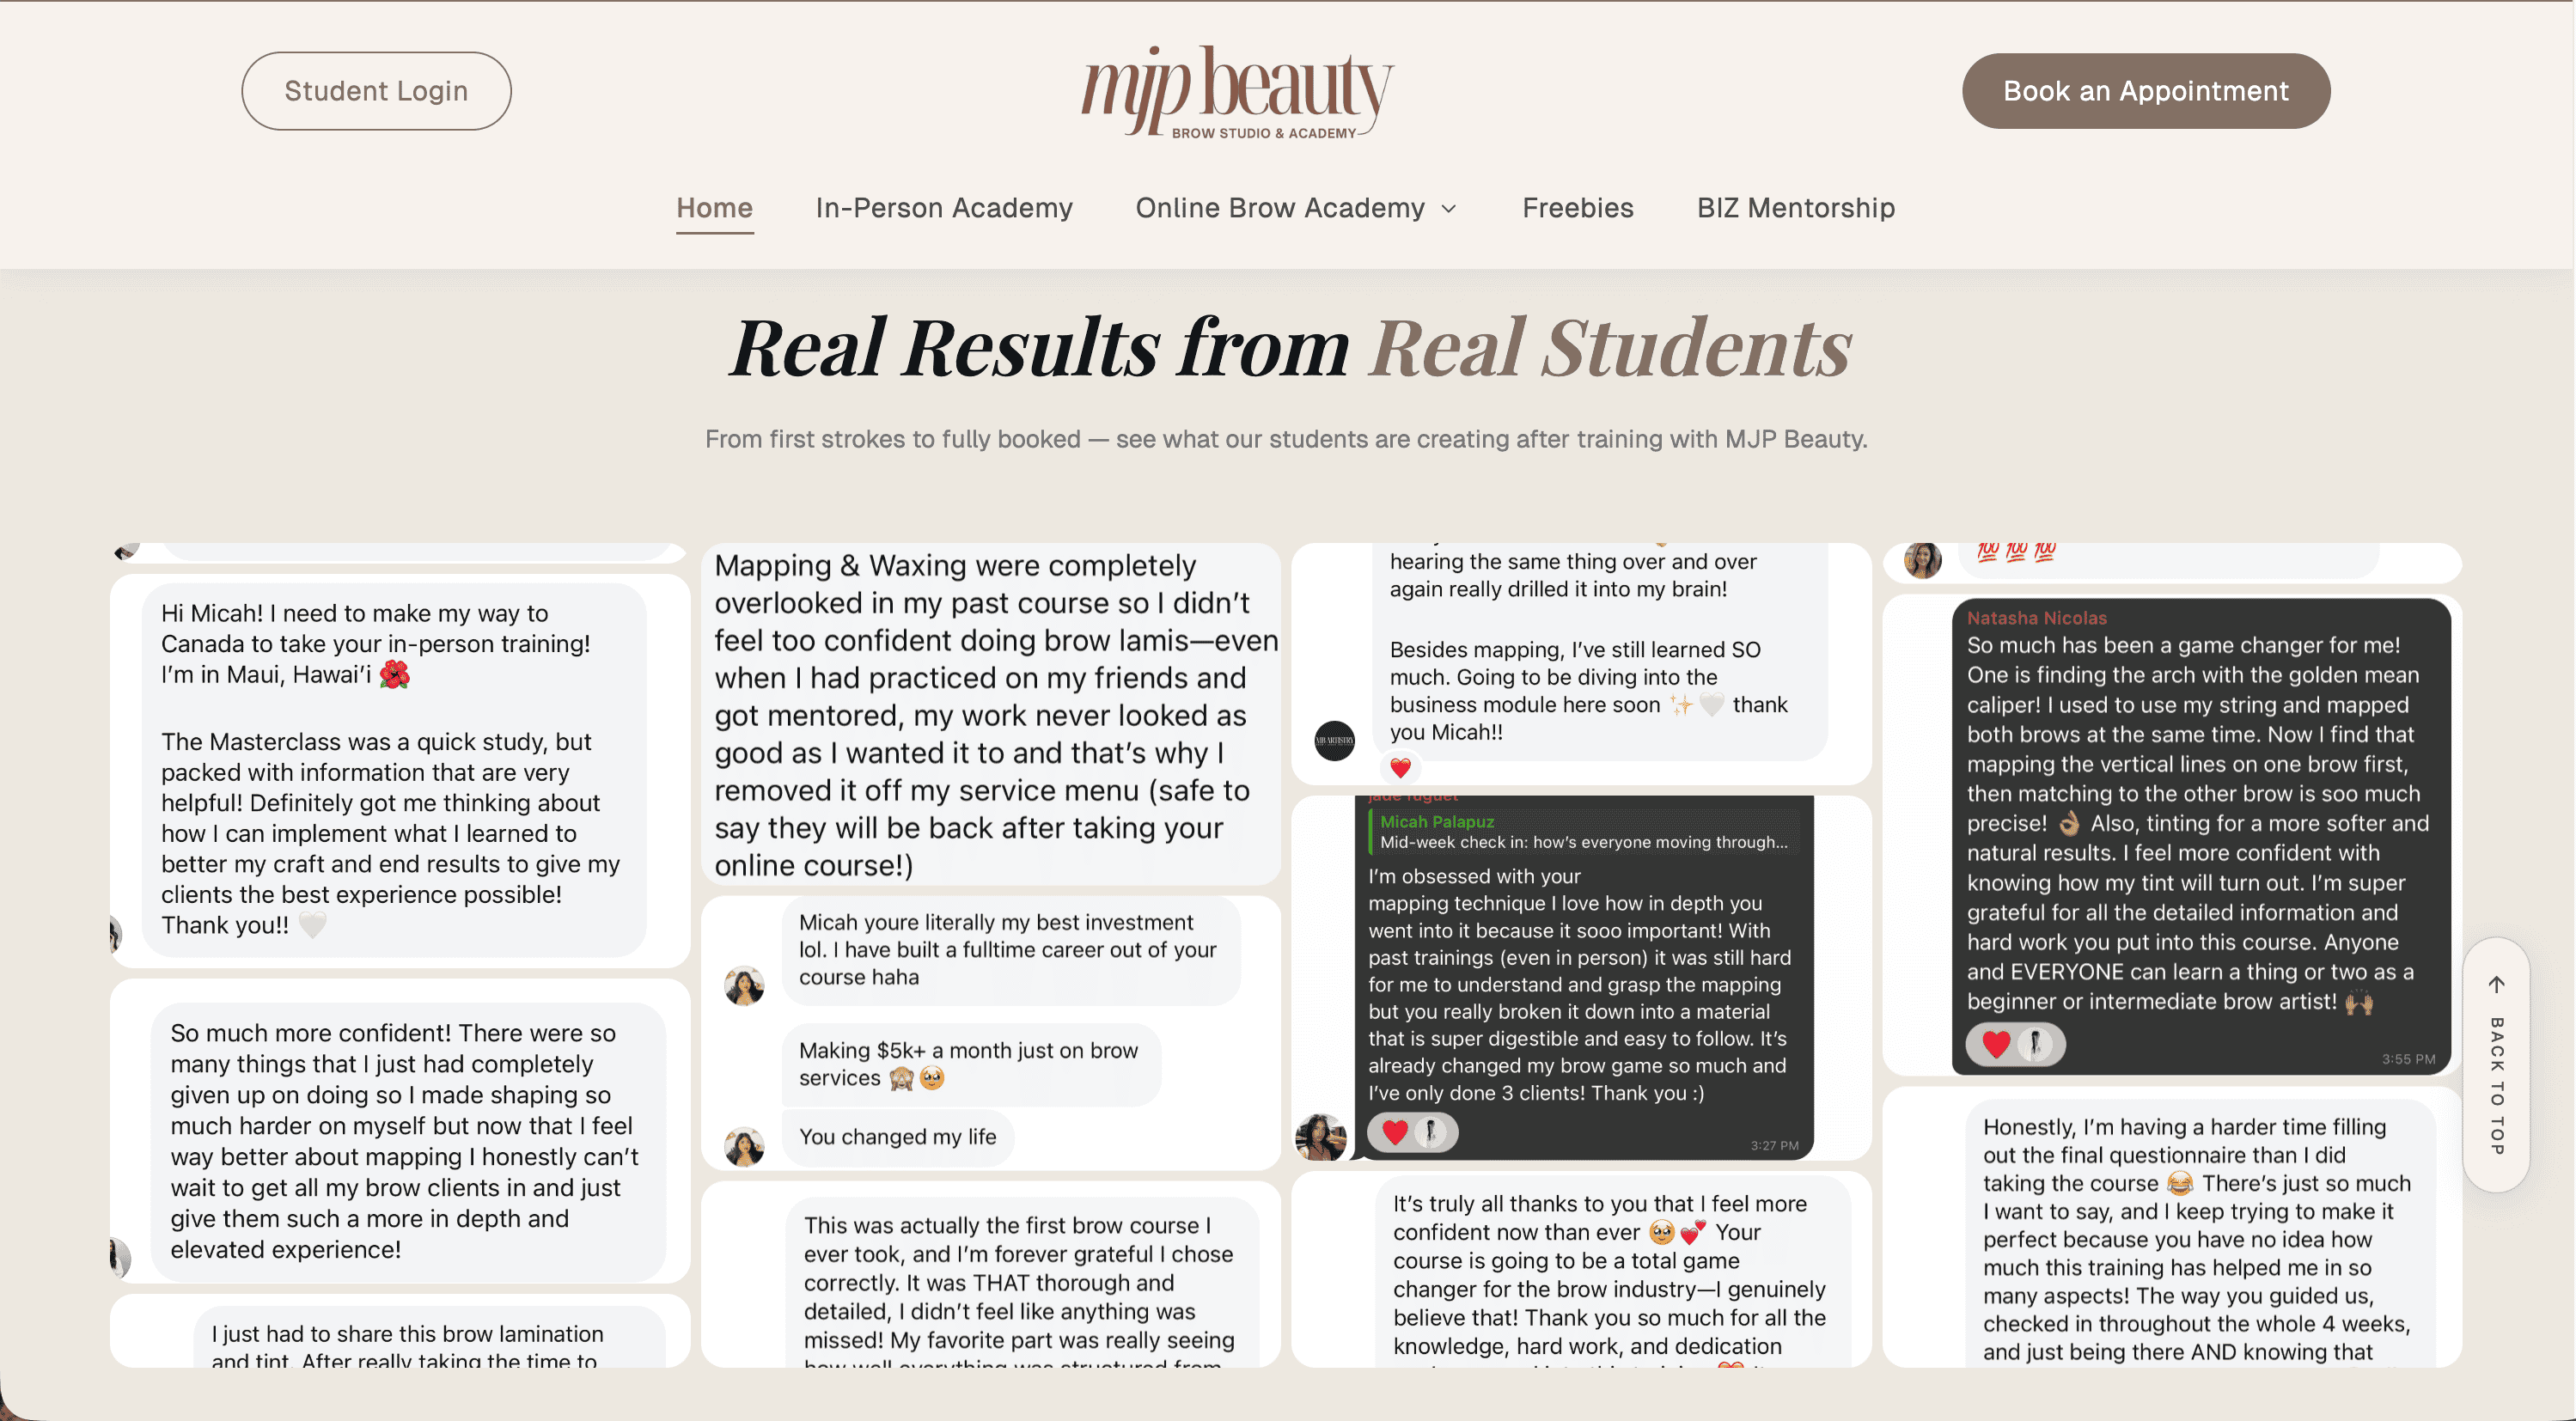 Student Login
mjp beauty
BROW STUDIO & ACADEMY
Book an Appointment
Home
In-Person Academy
Online Brow Academy
Freebies
BIZ Mentorship
Real Results from Real Students
From first strokes to fully booked — see what our students are creating after training with MJP Beauty.
Hi Micah! I need to make my way to
Canada to take your in-person training!
I'm in Maui, Hawai'i 🌺
The Masterclass was a quick study, but
packed with information that are very
helpful! Definitely got me thinking about
how I can implement what I learned to
better my craft and end results to give my
clients the best experience possible!
Thank you!! 🤍
So much more confident! There were so
many things that I just had completely
given up on doing so I made shaping so
much harder on myself but now that I feel
way better about mapping I honestly can't
wait to get all my brow clients in and just
give them such a more in depth and
elevated experience!
I just had to share this brow lamination
and tint. After really taking the time to
Mapping & Waxing were completely
overlooked in my past course so I didn't
feel too confident doing brow lamis—even
when I had practiced on my friends and
got mentored, my work never looked as
good as I wanted it to and that's why I
removed it off my service menu (safe to
say they will be back after taking your
online course!)
Micah youre literally my best investment
lol. I have built a fulltime career out of your
course haha
Making $5k+ a month just on brow
services 🙈🥹
You changed my life
This was actually the first brow course I
ever took, and I'm forever grateful I chose
correctly. It was THAT thorough and
detailed, I didn't feel like anything was
missed! My favorite part was really seeing
how well everything was structured from
hearing the same thing over and over
again really drilled it into my brain!
Besides mapping, I've still learned SO
much. Going to be diving into the
business module here soon ✨🤍 thank
you Micah!!
MB ARTISTRY
❤️
jade ruguet
Micah Palapuz
Mid-week check in: how's everyone moving through...
I'm obsessed with your
mapping technique I love how in depth you
went into it because it sooo important! With
past trainings (even in person) it was still hard
for me to understand and grasp the mapping
but you really broken it down into a material
that is super digestible and easy to follow. It's
already changed my brow game so much and
I've only done 3 clients! Thank you :)
❤️
3:27 PM
It's truly all thanks to you that I feel more
confident now than ever 🥹💕 Your
course is going to be a total game
changer for the brow industry—I genuinely
believe that! Thank you so much for all the
knowledge, hard work, and dedication
💯 💯 💯
Natasha Nicolas
So much has been a game changer for me!
One is finding the arch with the golden mean
caliper! I used to use my string and mapped
both brows at the same time. Now I find that
mapping the vertical lines on one brow first,
then matching to the other brow is soo much
precise! 👌🏽 Also, tinting for a more softer and
natural results. I feel more confident with
knowing how my tint will turn out. I'm super
grateful for all the detailed information and
hard work you put into this course. Anyone
and EVERYONE can learn a thing or two as a
beginner or intermediate brow artist! 🙌🏽
❤️
3:55 PM
Honestly, I'm having a harder time filling
out the final questionnaire than I did
taking the course 😂 There's just so much
I want to say, and I keep trying to make it
perfect because you have no idea how
much this training has helped me in so
many aspects! The way you guided us,
checked in throughout the whole 4 weeks,
and just being there AND knowing that
BACK TO TOP